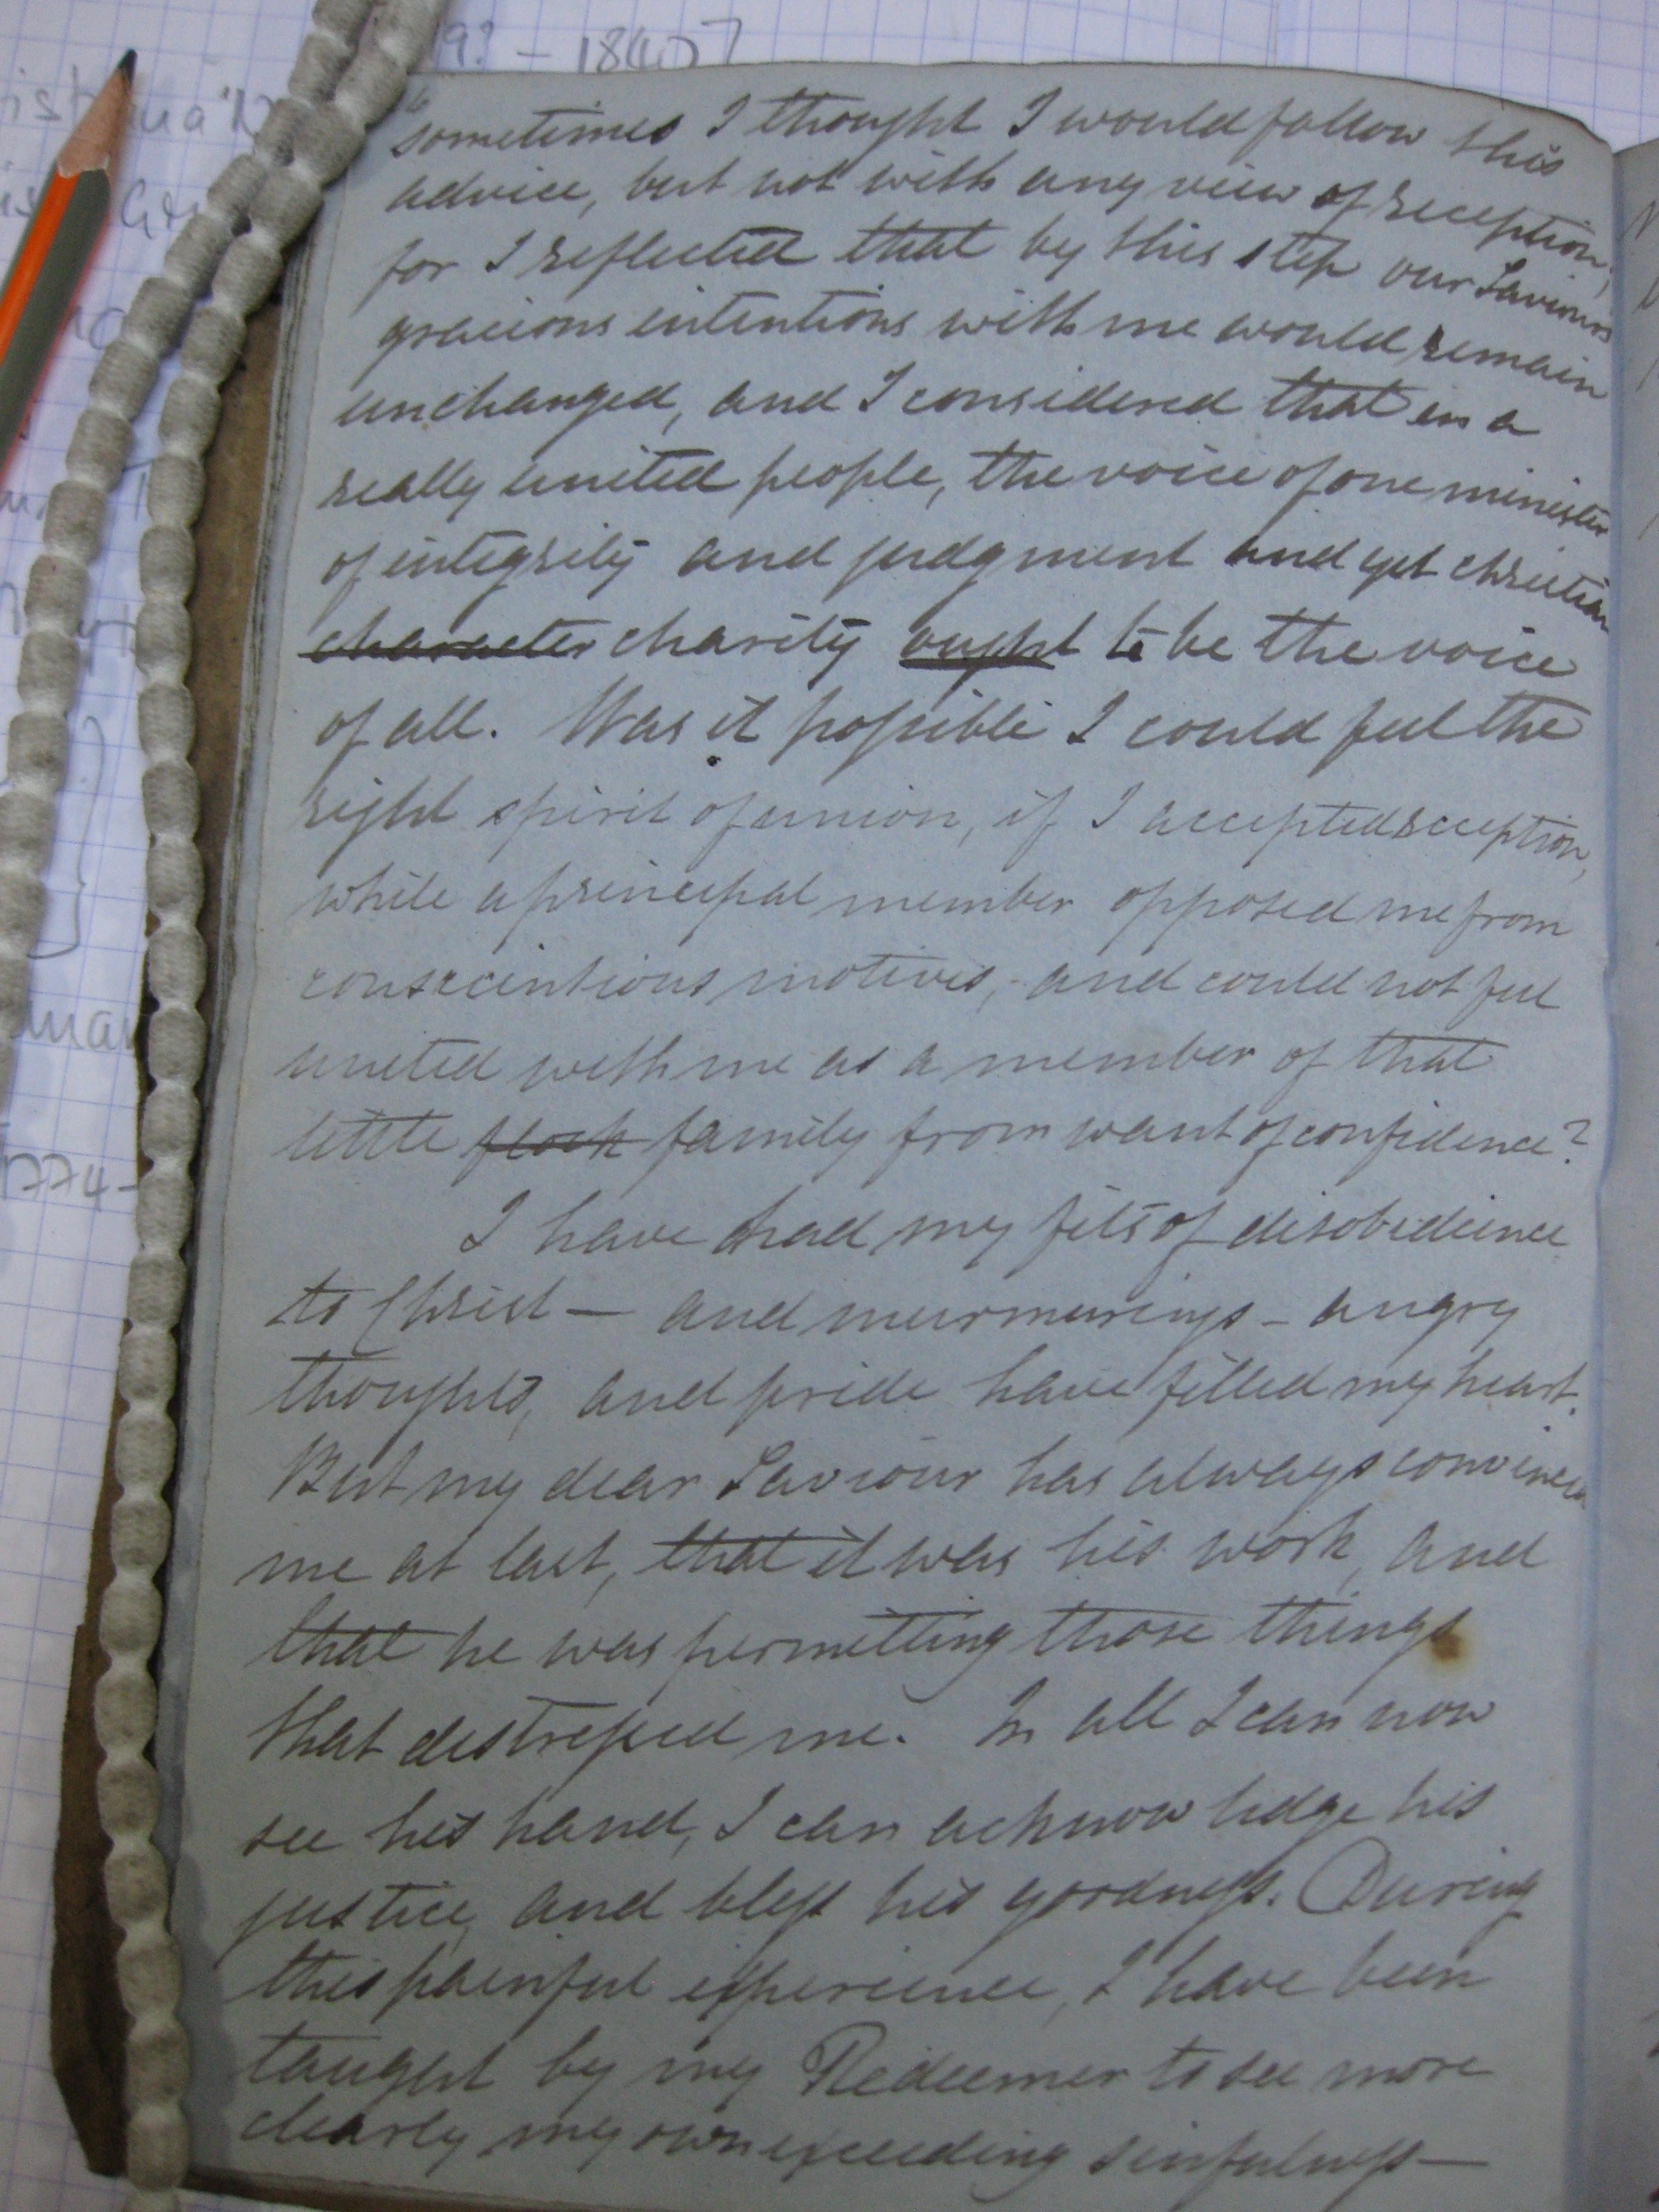 9? - 1840?
sometimes I thought I would follow this
advice, but not with any view of reception,
for I reflected that by this step our Saviours
gracious intentions with me would remain
unchanged, and I considered that in a
really united people, the voice of one minister
of integrity and judgment and yet christian
character charity ought to be the voice
of all. Was it possible I could feel the
right spirit of union, if I accepted reception,
while a principal member opposed me from
conscientious motives, and could not feel
united with me as a member of that
little flock family from want of confidence?
I have had my fits of disobedience
to Christ — and murmurings - angry
thoughts, and pride have filled my heart.
But my dear Saviour has always convinced
me at last, that it was his work, and
that he was permitting those things
that distressed me. In all I can now
see his hand, I can acknowledge his
justice, and bless his goodness. During
this painful experience, I have been
taught by my Redeemer to see more
clearly my own exceeding sinfulness —
1774-